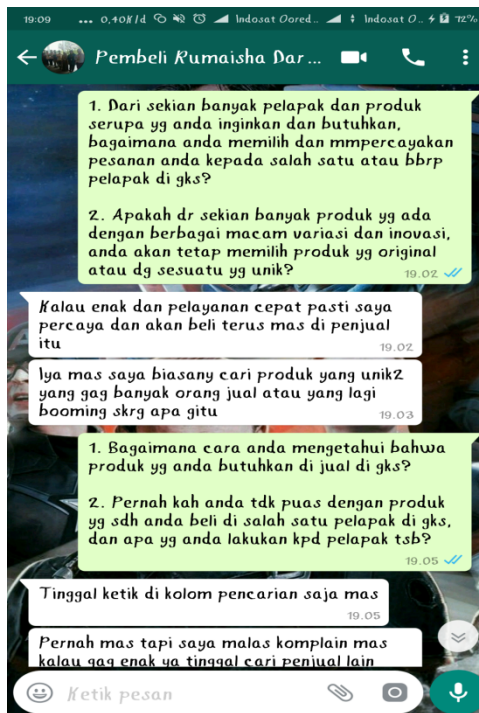 19:09 ... 0,40K/d Indosat Oored.. Indosat O.. 72%
Pembeli Rumaisha Dar...
1. Dari sekian banyak pelapak dan produk
serupa yg anda inginkan dan butuhkan,
bagaimana anda memilih dan mmpercayakan
pesanan anda kepada salah satu atau bbrp
pelapak di gks?
2. Apakah dr sekian banyak produk yg ada
dengan berbagai macam variasi dan inovasi,
anda akan tetap memilih produk yg original
atau dg sesuatu yg unik?
19.02
Kalau enak dan pelayanan cepat pasti saya
percaya dan akan beli terus mas di penjual
itu
19.02
Iya mas saya biasany cari produk yang unik2
yang gag banyak orang jual atau yang lagi
booming skrg apa gitu
19.03
1. Bagaimana cara anda mengetahui bahwa
produk yg anda butuhkan di jual di gks?
2. Pernah kah anda tdk puas dengan produk
yg sdh anda beli di salah satu pelapak di gks,
dan apa yg anda lakukan kpd pelapak tsb?
19.05
Tinggal ketik di kolom pencarian saja mas
19.05
Pernah mas tapi saya malas komplain mas
kalau gag enak ya tinggal cari penjual lain
Ketik pesan